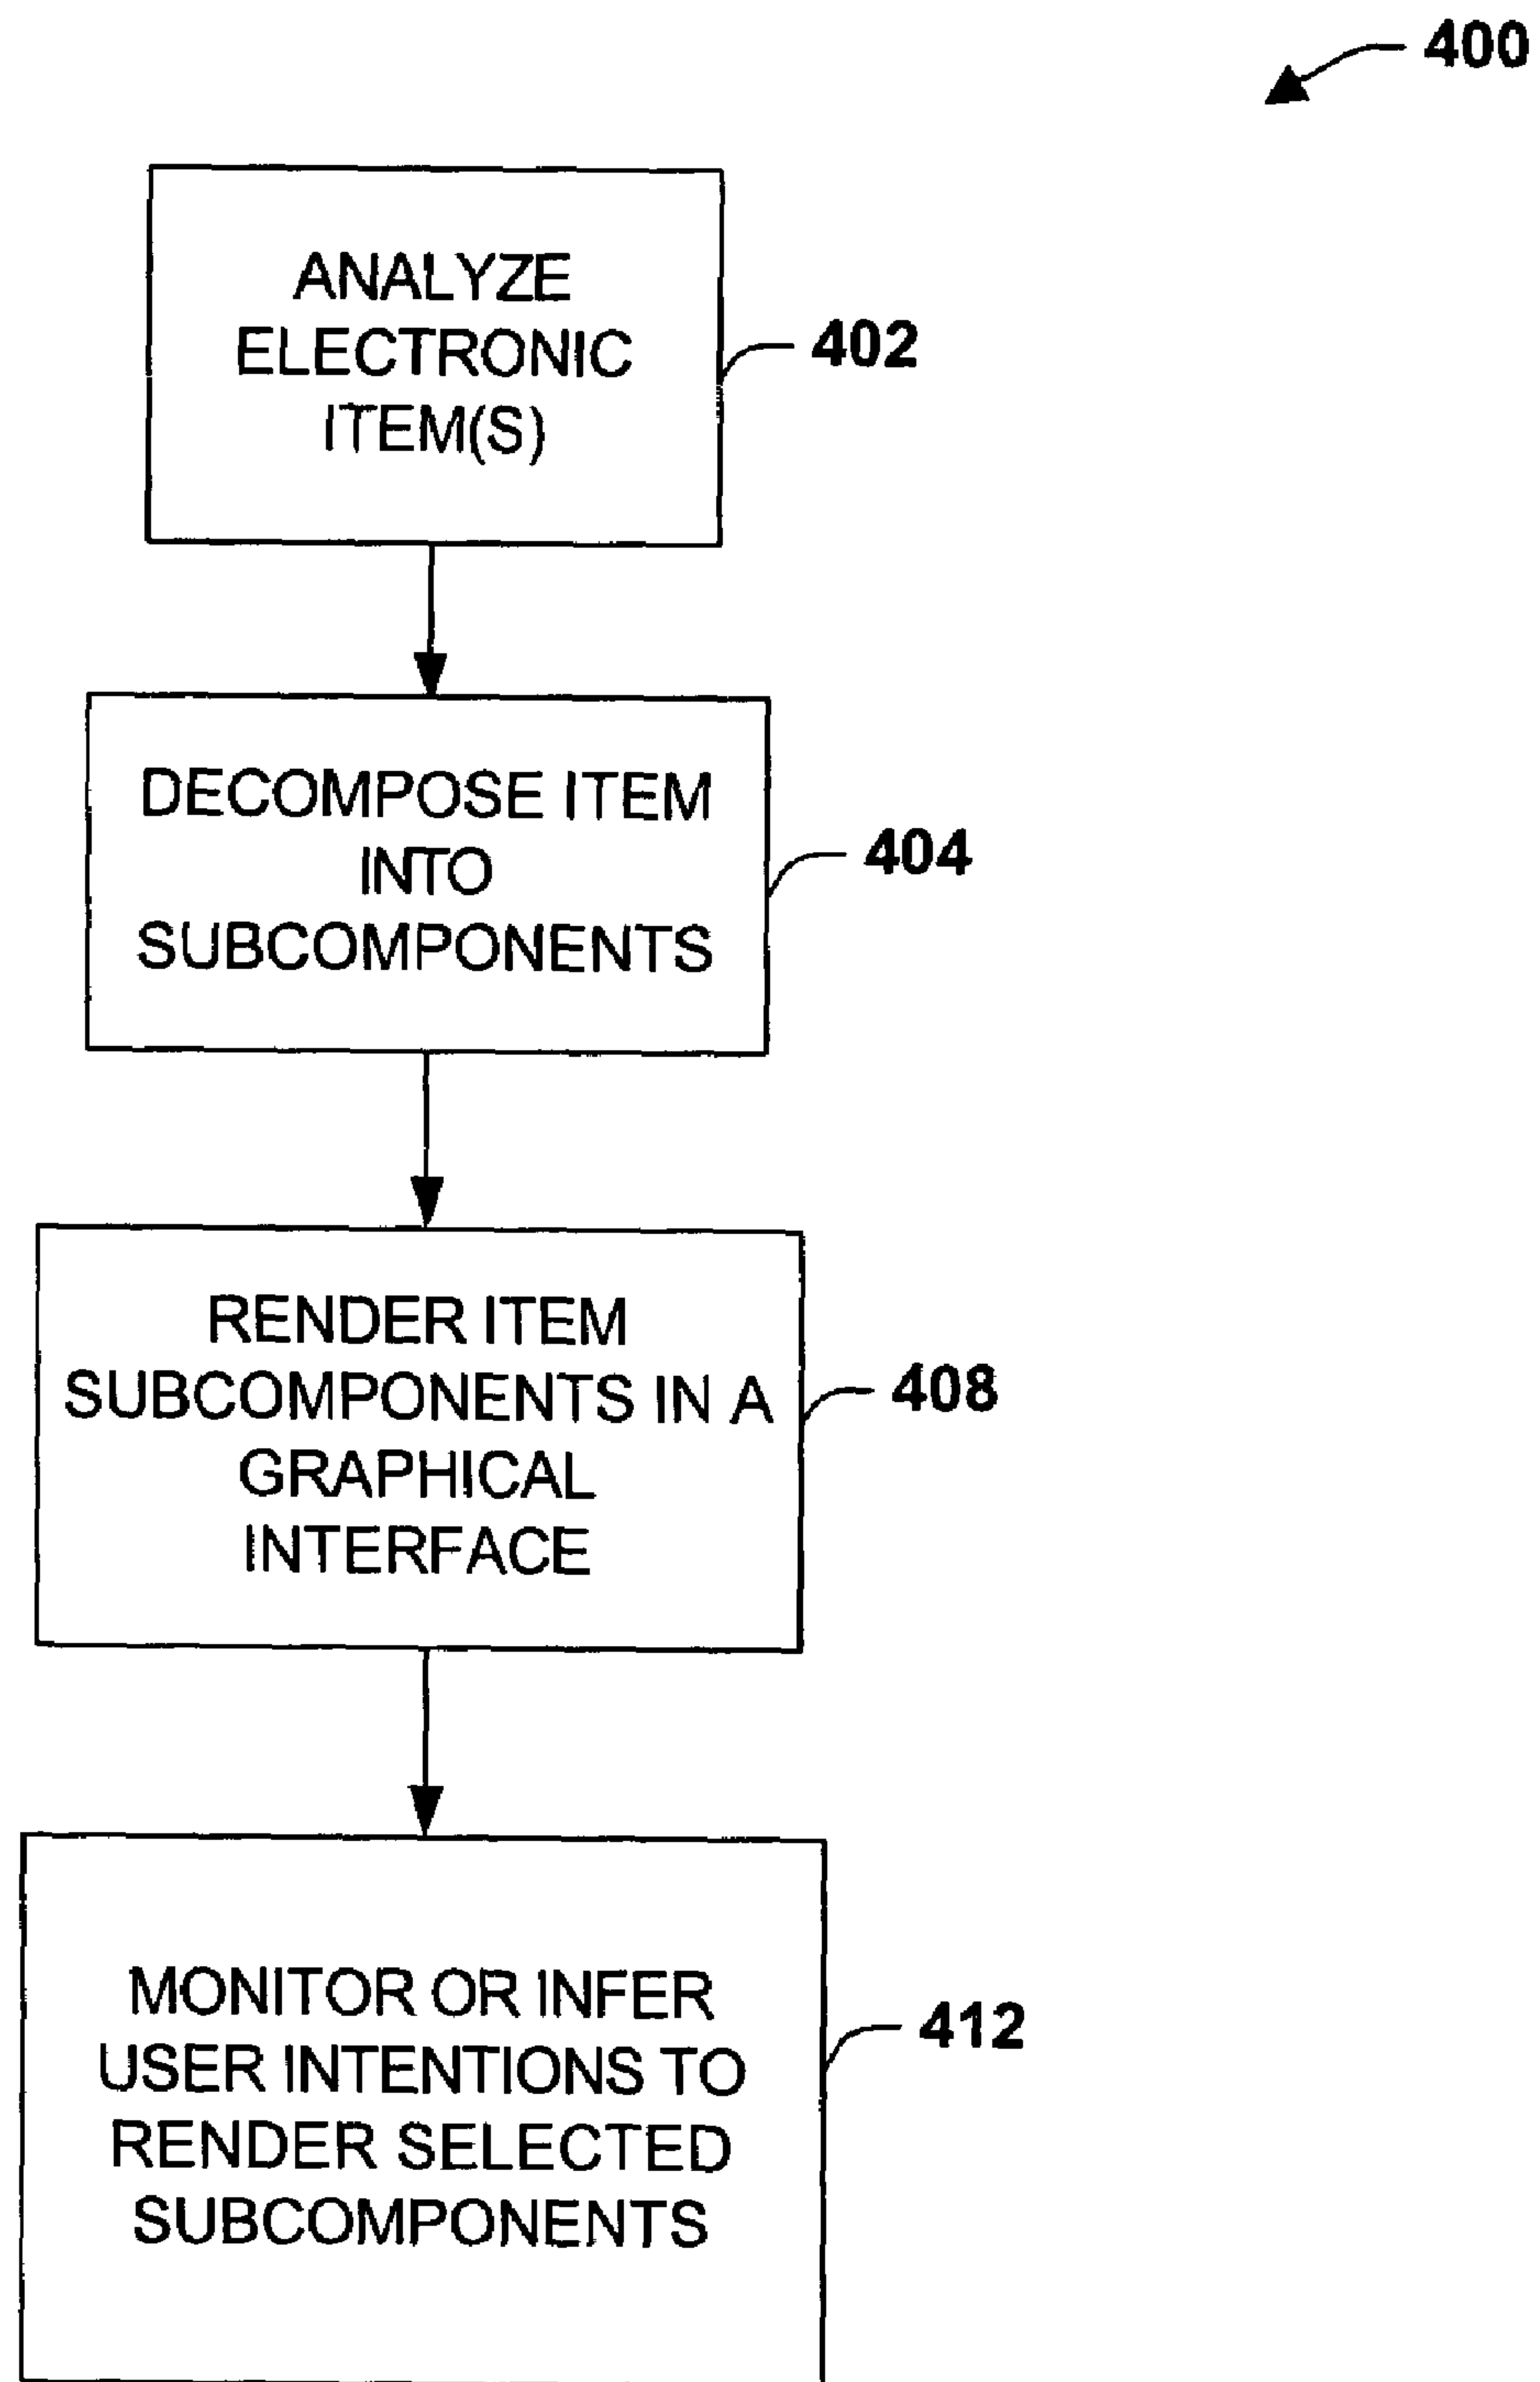 400
ANALYZE
ELECTRONIC
ITEM(S)
402
DECOMPOSE ITEM
INTO
SUBCOMPONENTS
404
RENDER ITEM
SUBCOMPONENTS IN A
GRAPHICAL
INTERFACE
408
MONITOR OR INFER
USER INTENTIONS TO
RENDER SELECTED
SUBCOMPONENTS
412